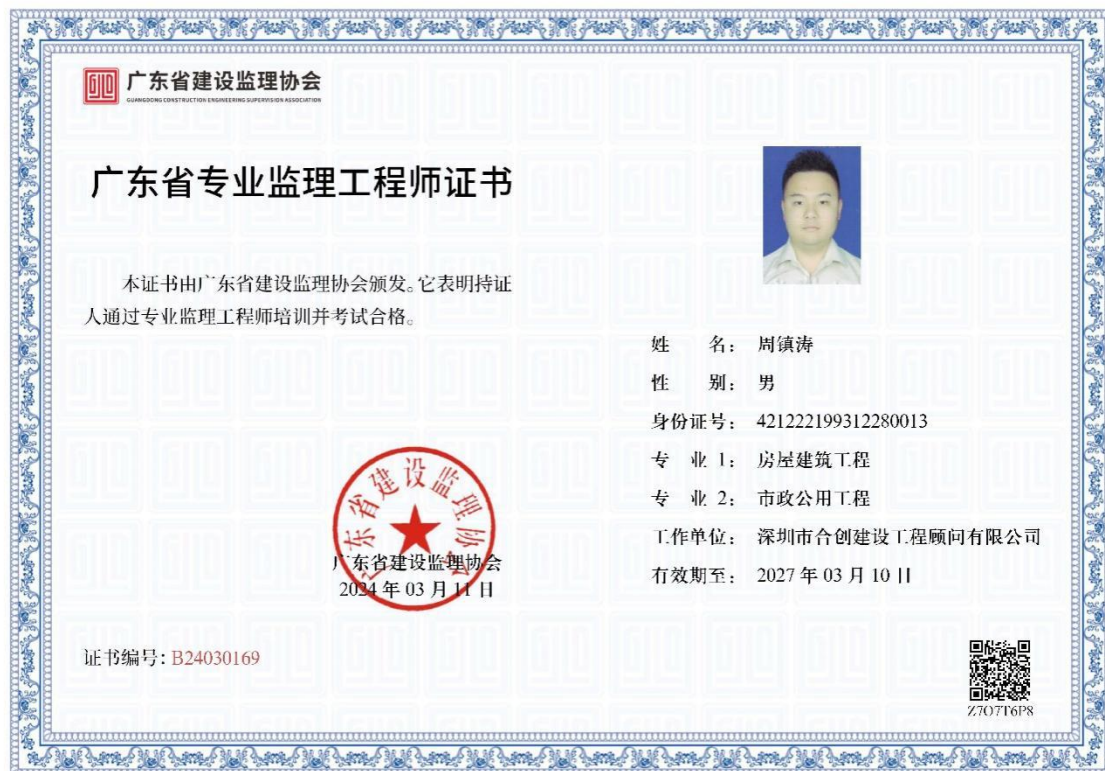 广东省建设监理协会
GUANGDONG CONSTRUCTION ENGINEERING SUPERVISION ASSOCIATION
广东省专业监理工程师证书
本证书由广东省建设监理协会颁发。它表明持证
人通过专业监理工程师培训并考试合格。
姓 名: 周镇涛
性 别: 男
身份证号: 421222199312280013
专 业 1: 房屋建筑工程
专 业 2: 市政公用工程
工作单位: 深圳市合创建设工程顾问有限公司
有效期至: 2027 年 03 月 10 日
广东省建设监理协会
广东省建设监理协会
2024 年 03 月 11 日
证书编号: B24030169
Z7O7T6P8